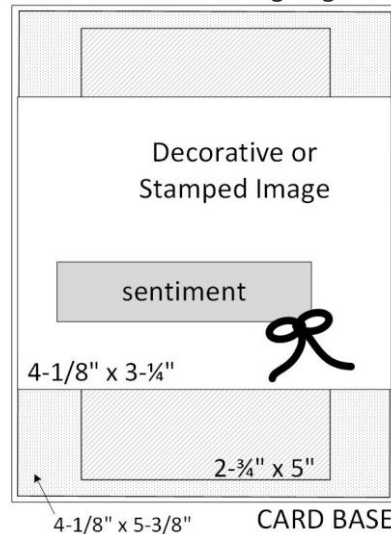 Decorative or
Stamped Image
sentiment
4-1/8" x 3-¼"
2-¾" x 5"
4-1/8" x 5-3/8"
CARD BASE